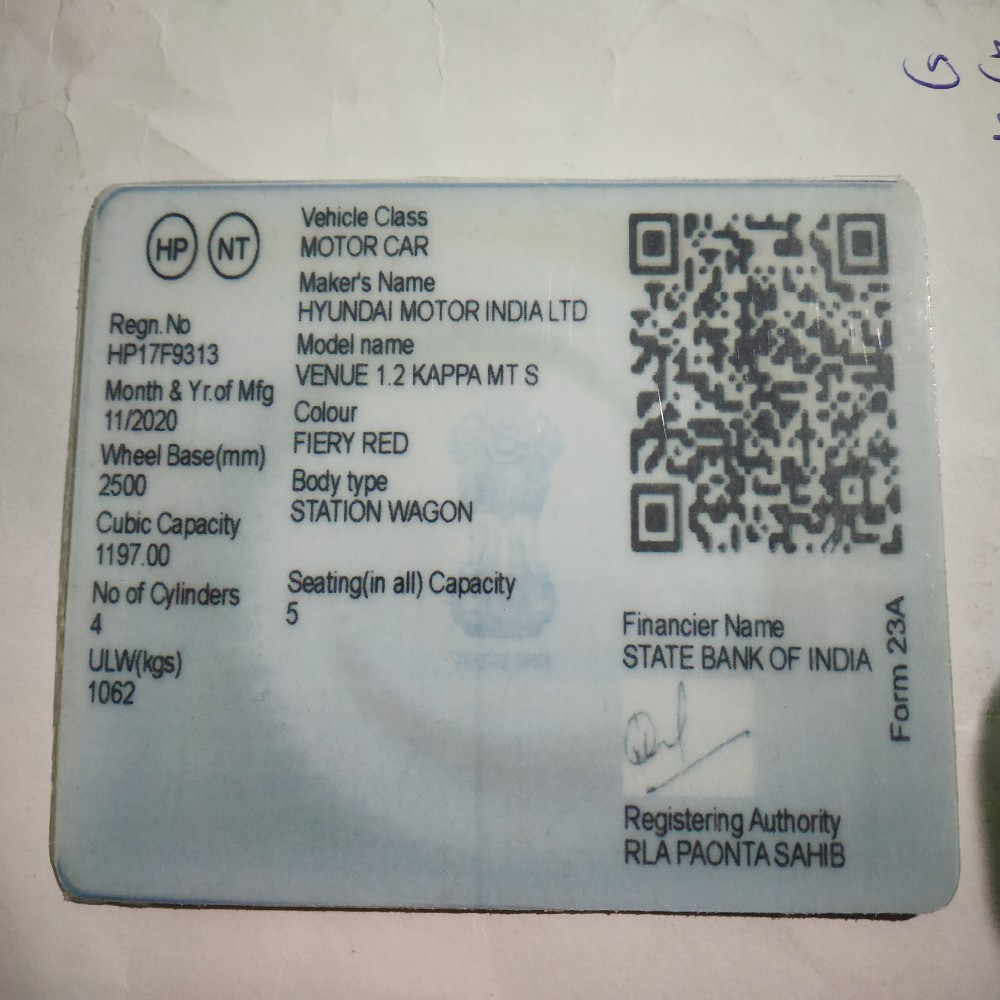 HP NT
Regn.No
HP17F9313
Month & Yr.of Mfg
11/2020
Wheel Base(mm)
2500
Cubic Capacity
1197.00
No of Cylinders
4
ULW(kgs)
1062
Vehicle Class
MOTOR CAR
Maker's Name
HYUNDAI MOTOR INDIA LTD
Model name
VENUE 1.2 KAPPA MT S
Colour
FIERY RED
Body type
STATION WAGON
Seating(in all) Capacity
5
Financier Name
STATE BANK OF INDIA
Form 23A
Registering Authority
RLA PAONTA SAHIB